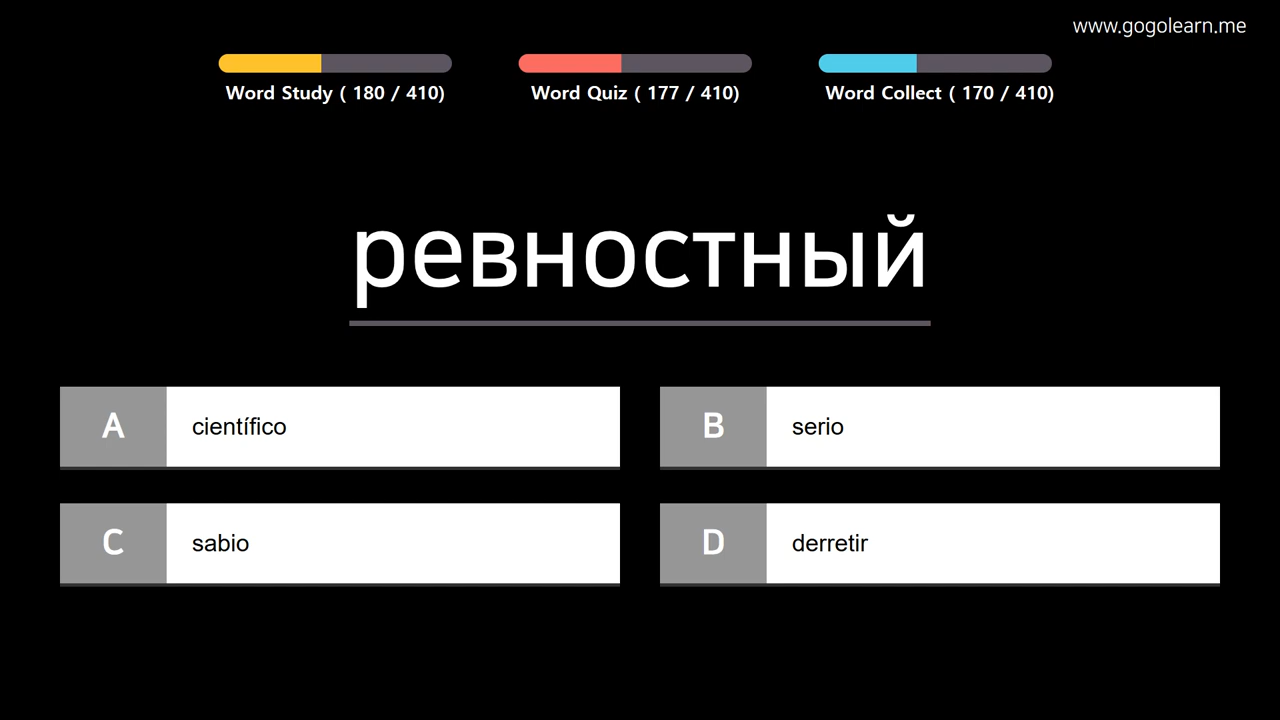 www.gogolearn.me
Word Study ( 180 / 410)
Word Quiz ( 177 / 410)
Word Collect ( 170 / 410)
ревностный
A científico
B serio
C sabio
D derretir